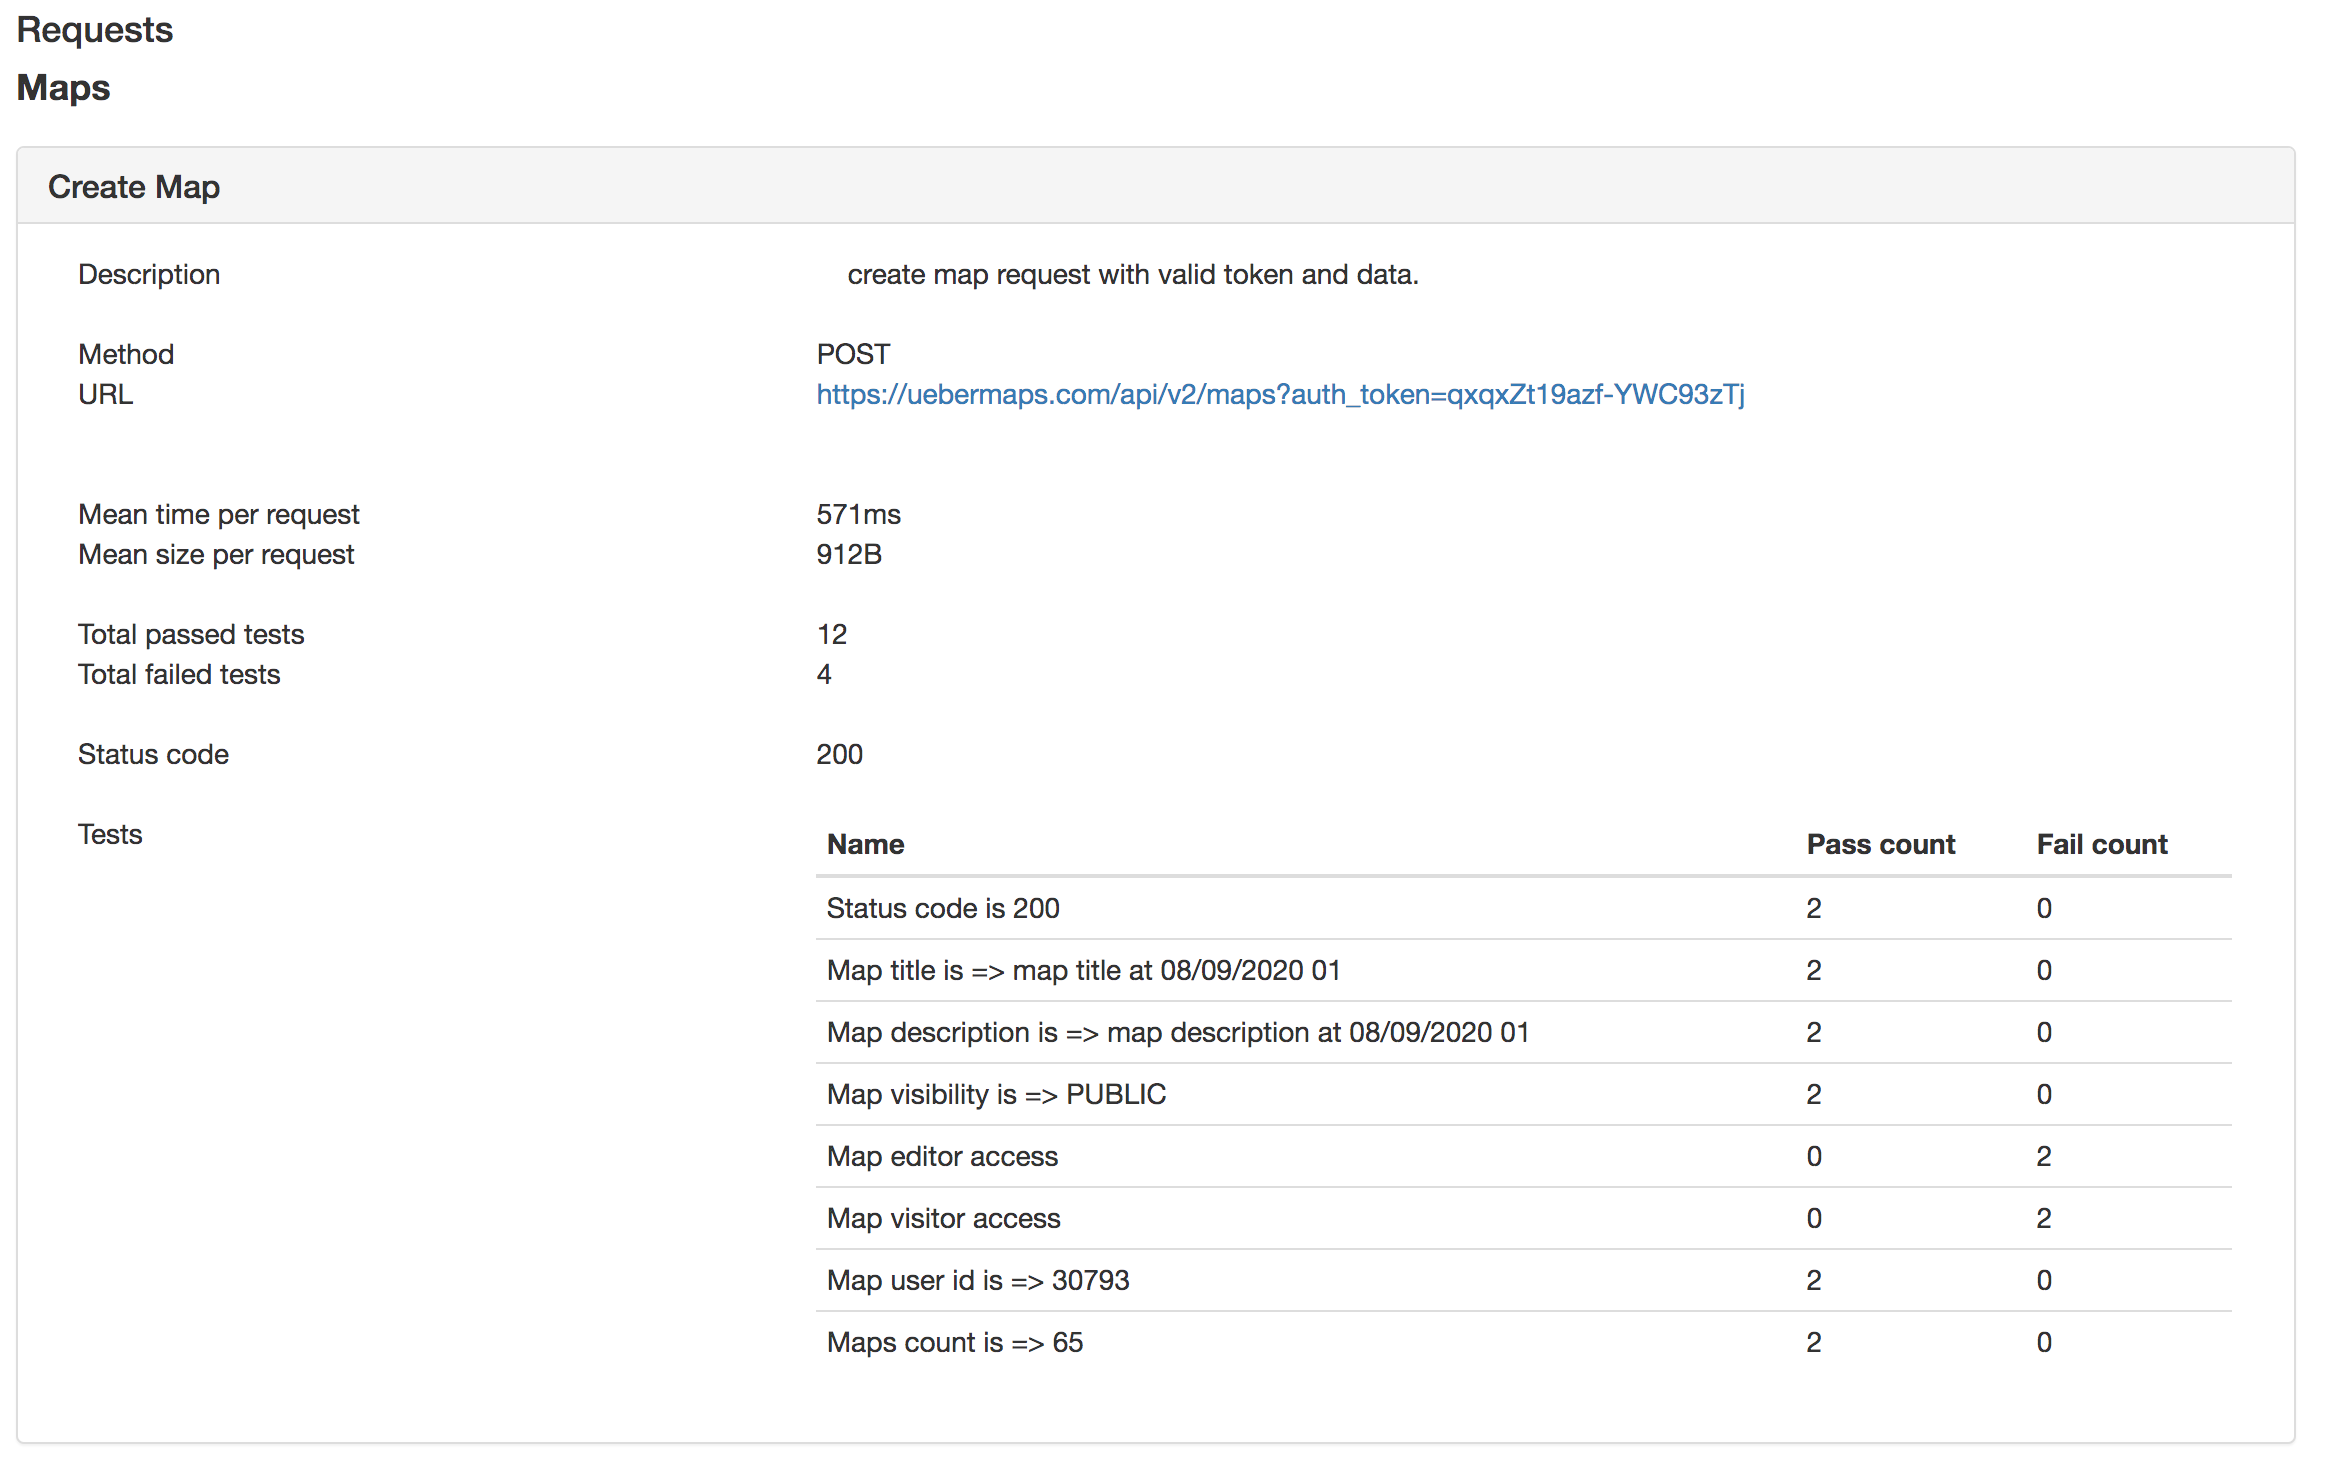 Requests
Maps
Create Map
Description create map request with valid token and data.
Method POST
URL https://uebermaps.com/api/v2/maps?auth_token=qxqxZt19azf-YWC93zTj
Mean time per request 571ms
Mean size per request 912B
Total passed tests 12
Total failed tests 4
Status code 200
Tests
Name Pass count Fail count
Status code is 200 2 0
Map title is => map title at 08/09/2020 01 2 0
Map description is => map description at 08/09/2020 01 2 0
Map visibility is => PUBLIC 2 0
Map editor access 0 2
Map visitor access 0 2
Map user id is => 30793 2 0
Maps count is => 65 2 0